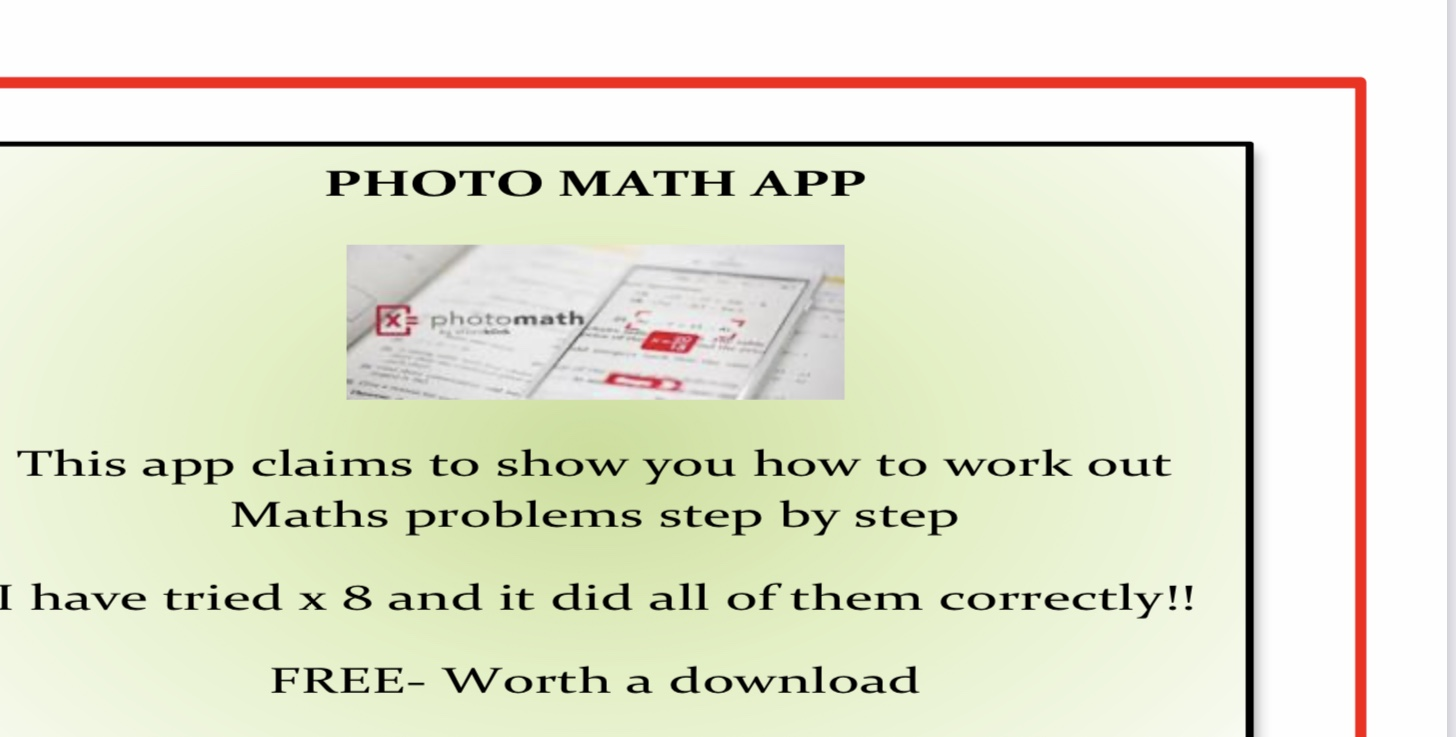 PHOTO MATH APP
x= photomath
This app claims to show you how to work out
Maths problems step by step
I have tried x 8 and it did all of them correctly!!
FREE- Worth a download